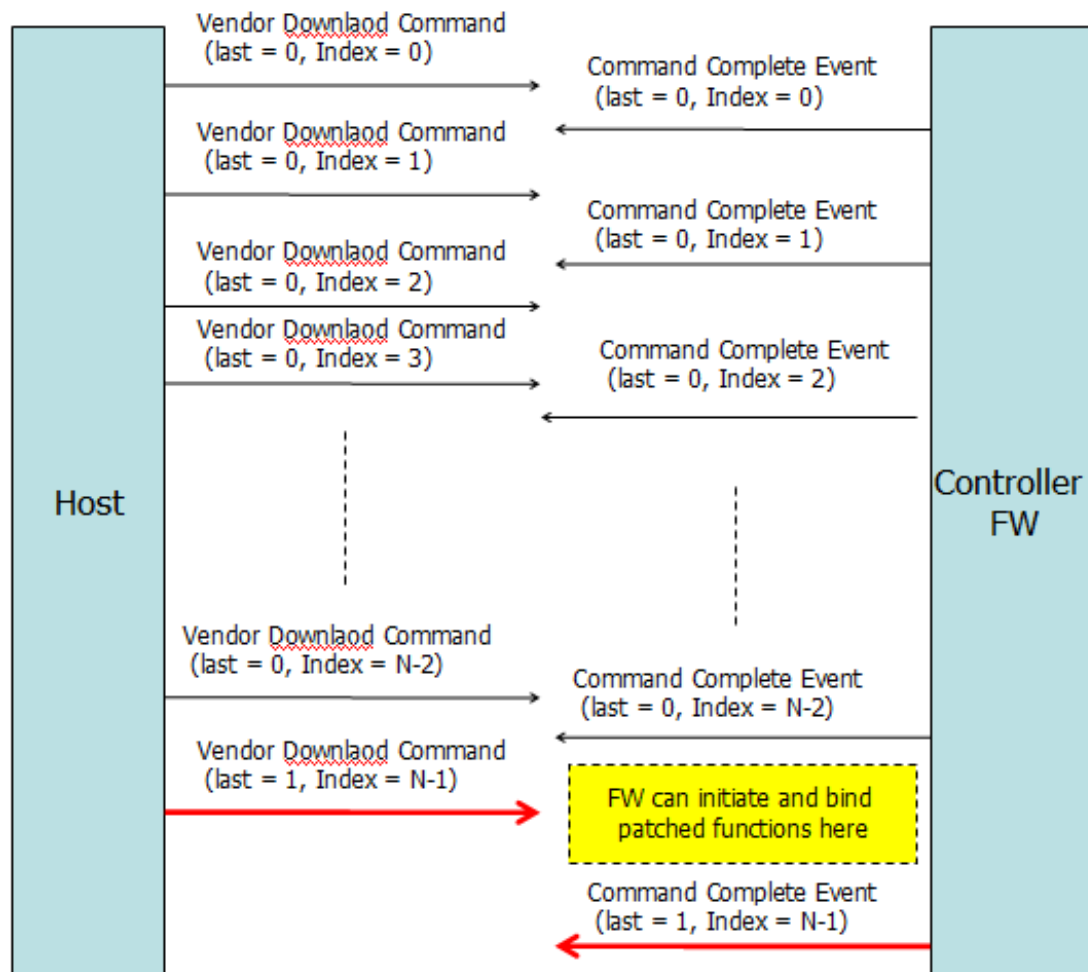 Vendor Downlaod Command
(last = 0, Index = 0)
Command Complete Event
(last = 0, Index = 0)
Vendor Downlaod Command
(last = 0, Index = 1)
Command Complete Event
(last = 0, Index = 1)
Vendor Downlaod Command
(last = 0, Index = 2)
Vendor Downlaod Command
(last = 0, Index = 3)
Command Complete Event
(last = 0, Index = 2)
Host
Controller
FW
Vendor Downlaod Command
(last = 0, Index = N-2)
Command Complete Event
(last = 0, Index = N-2)
Vendor Downlaod Command
(last = 1, Index = N-1)
FW can initiate and bind
patched functions here
Command Complete Event
(last = 1, Index = N-1)